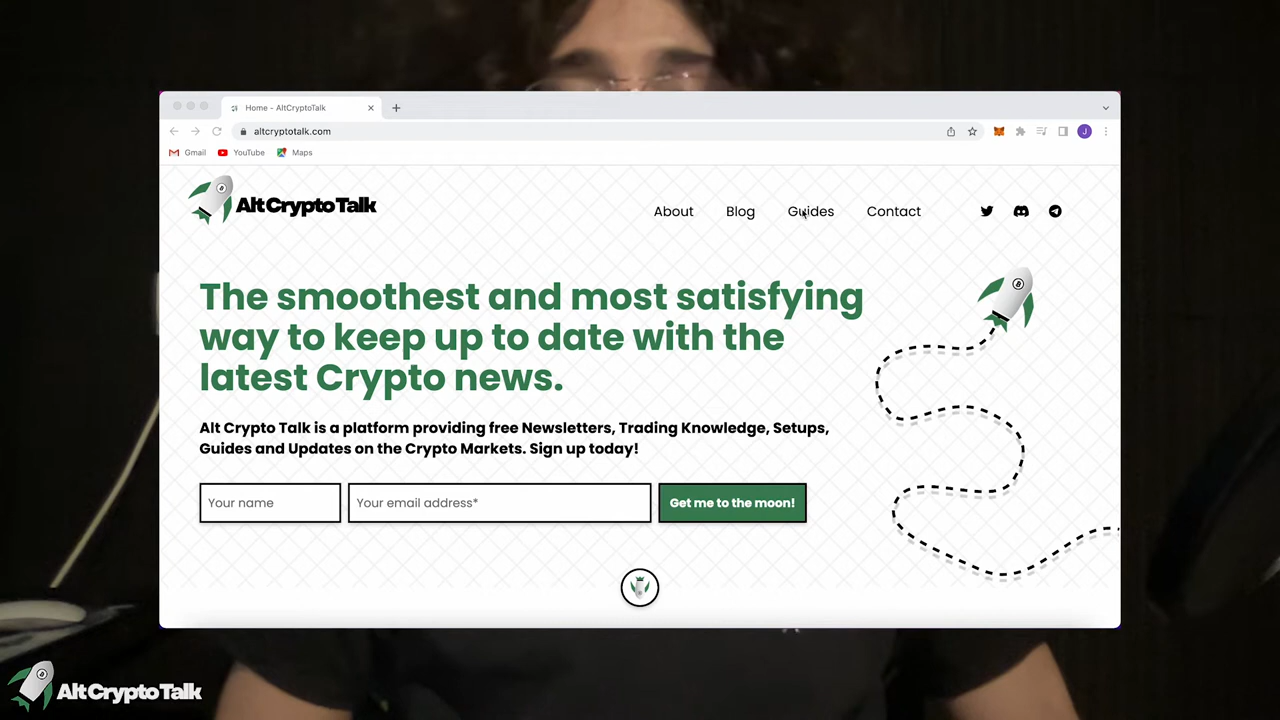 Home - AltCryptoTalk
altcryptotalk.com
J
Gmail
YouTube
Maps
Alt Crypto Talk
About
Blog
Guides
Contact
The smoothest and most satisfying
way to keep up to date with the
latest Crypto news.
Alt Crypto Talk is a platform providing free Newsletters, Trading Knowledge, Setups,
Guides and Updates on the Crypto Markets. Sign up today!
Your name
Your email address*
Get me to the moon!
Alt Crypto Talk